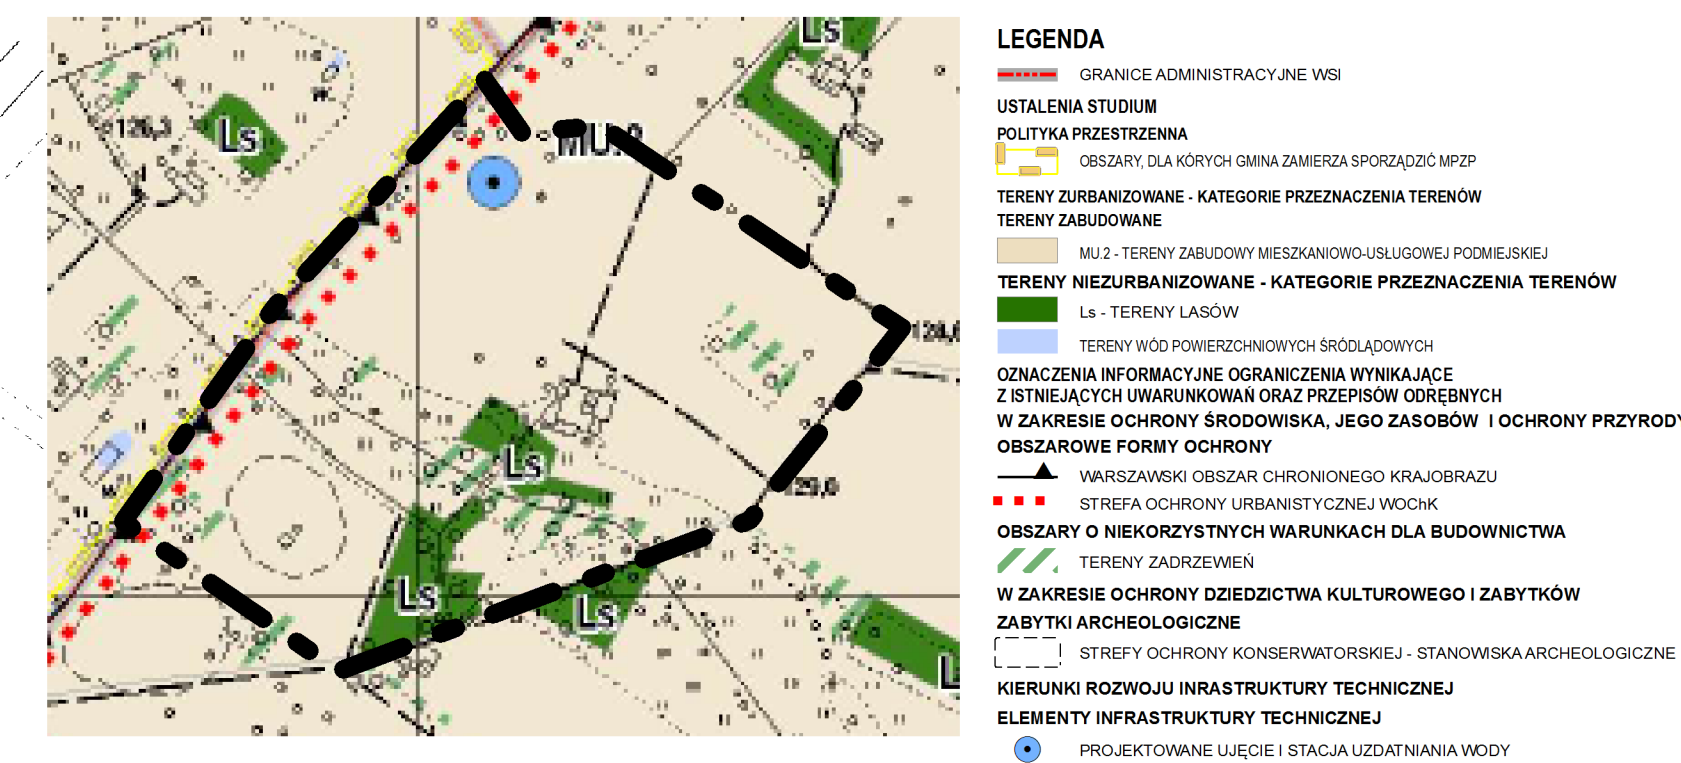 Ls
126,3
Ls
MU.2
Ls
Ls
Ls
LEGENDA
GRANICE ADMINISTRACYJNE WSI
USTALENIA STUDIUM
POLITYKA PRZESTRZENNA
OBSZARY, DLA KÓRYCH GMINA ZAMIERZA SPORZĄDZIĆ MPZP
TERENY ZURBANIZOWANE - KATEGORIE PRZEZNACZENIA TERENÓW
TERENY ZABUDOWANE
MU.2 - TERENY ZABUDOWY MIESZKANIOWO-USŁUGOWEJ PODMIEJSKIEJ
TERENY NIEZURBANIZOWANE - KATEGORIE PRZEZNACZENIA TERENÓW
Ls - TERENY LASÓW
TERENY WÓD POWIERZCHNIOWYCH ŚRÓDLĄDOWYCH
OZNACZENIA INFORMACYJNE OGRANICZENIA WYNIKAJĄCE
Z ISTNIEJĄCYCH UWARUNKOWAŃ ORAZ PRZEPISÓW ODRĘBNYCH
W ZAKRESIE OCHRONY ŚRODOWISKA, JEGO ZASOBÓW I OCHRONY PRZYRODY
OBSZAROWE FORMY OCHRONY
WARSZAWSKI OBSZAR CHRONIONEGO KRAJOBRAZU
STREFA OCHRONY URBANISTYCZNEJ WOChK
OBSZARY O NIEKORZYSTNYCH WARUNKACH DLA BUDOWNICTWA
TERENY ZADRZEWIEŃ
W ZAKRESIE OCHRONY DZIEDZICTWA KULTUROWEGO I ZABYTKÓW
ZABYTKI ARCHEOLOGICZNE
STREFY OCHRONY KONSERWATORSKIEJ - STANOWISKA ARCHEOLOGICZNE
KIERUNKI ROZWOJU INRASTRUKTURY TECHNICZNEJ
ELEMENTY INFRASTRUKTURY TECHNICZNEJ
PROJEKTOWANE UJĘCIE I STACJA UZDATNIANIA WODY